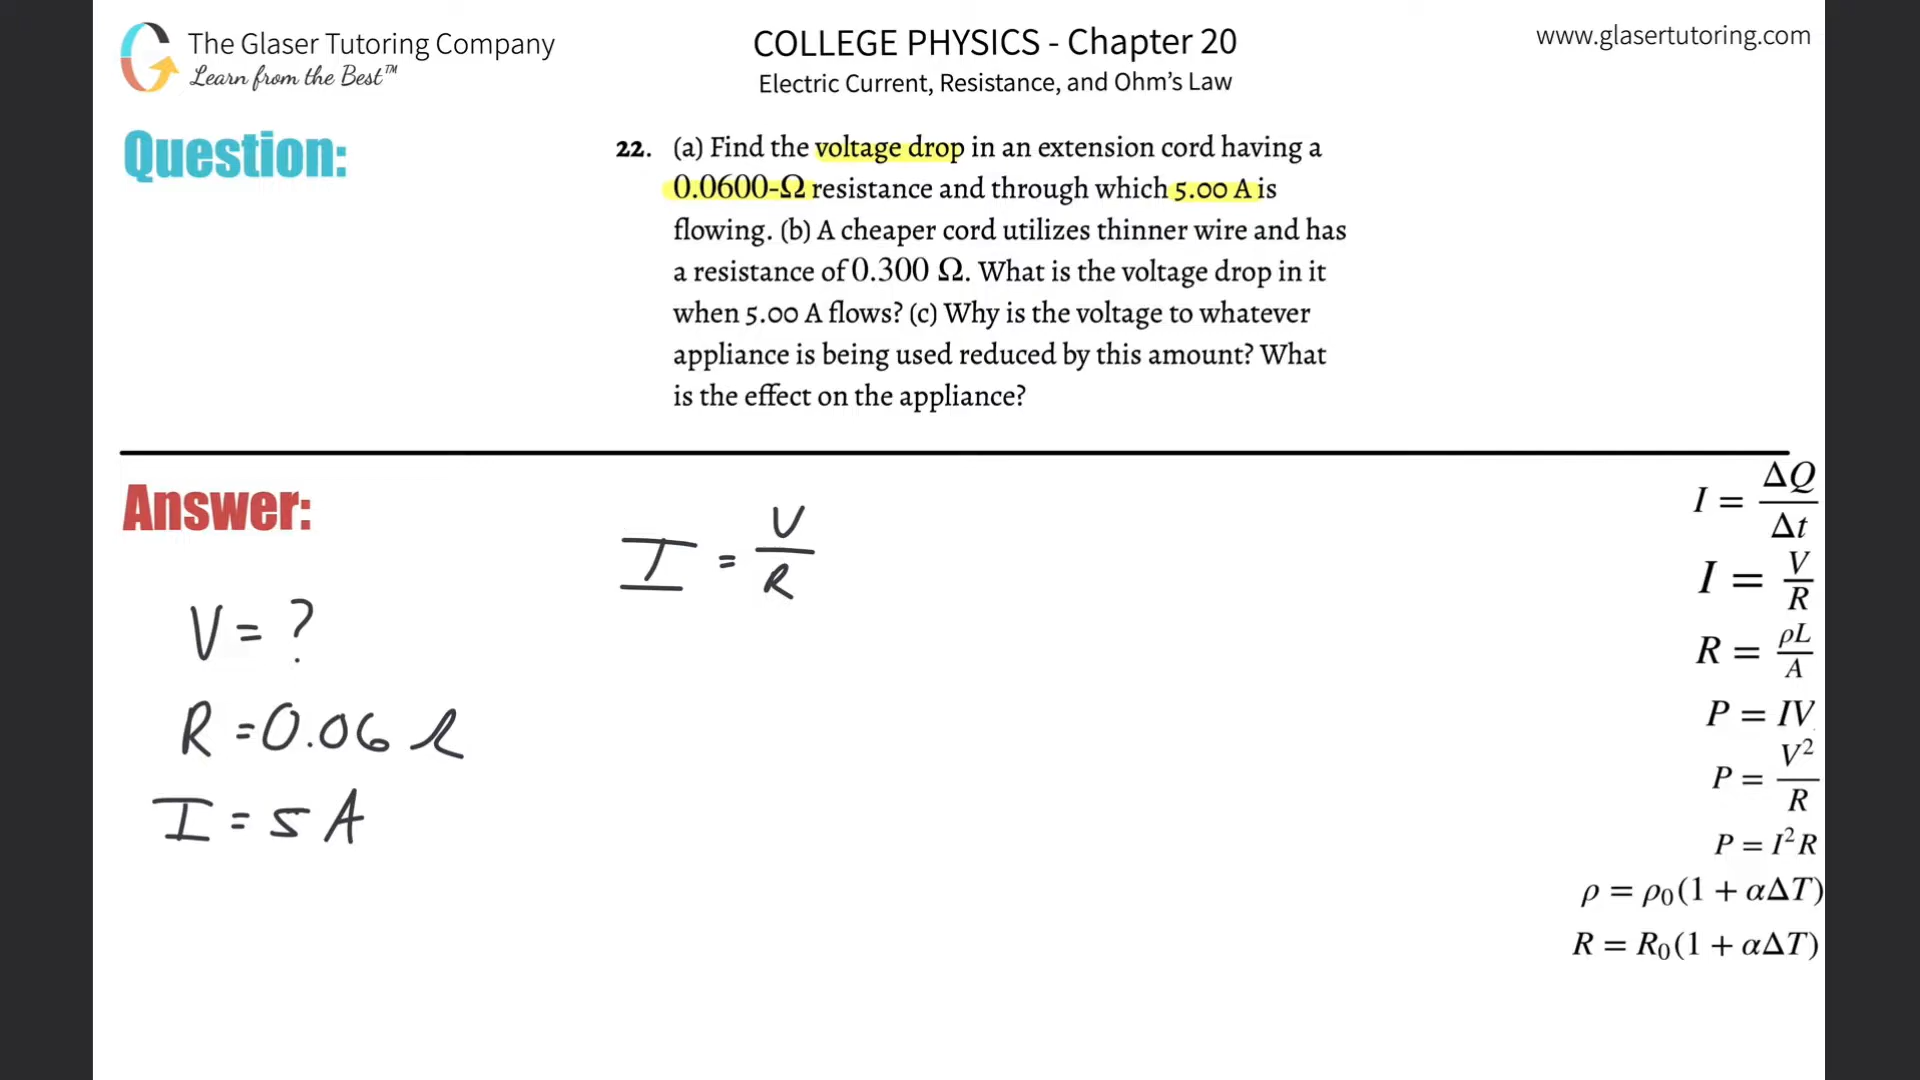 The Glaser Tutoring Company
Learn from the Best™
COLLEGE PHYSICS - Chapter 20
Electric Current, Resistance, and Ohm's Law
www.glasertutoring.com
Question:
22. (a) Find the voltage drop in an extension cord having a
0.0600-Ω resistance and through which 5.00 A is
flowing. (b) A cheaper cord utilizes thinner wire and has
a resistance of 0.300 Ω. What is the voltage drop in it
when 5.00 A flows? (c) Why is the voltage to whatever
appliance is being used reduced by this amount? What
is the effect on the appliance?
Answer:
V = ?
R = 0.06 Ω
I = 5 A
I = V/R
I = ΔQ/Δt
I = V/R
R = ρL/A
P = IV
P = V²/R
P = I²R
ρ = ρ₀(1 + αΔT)
R = R₀(1 + αΔT)